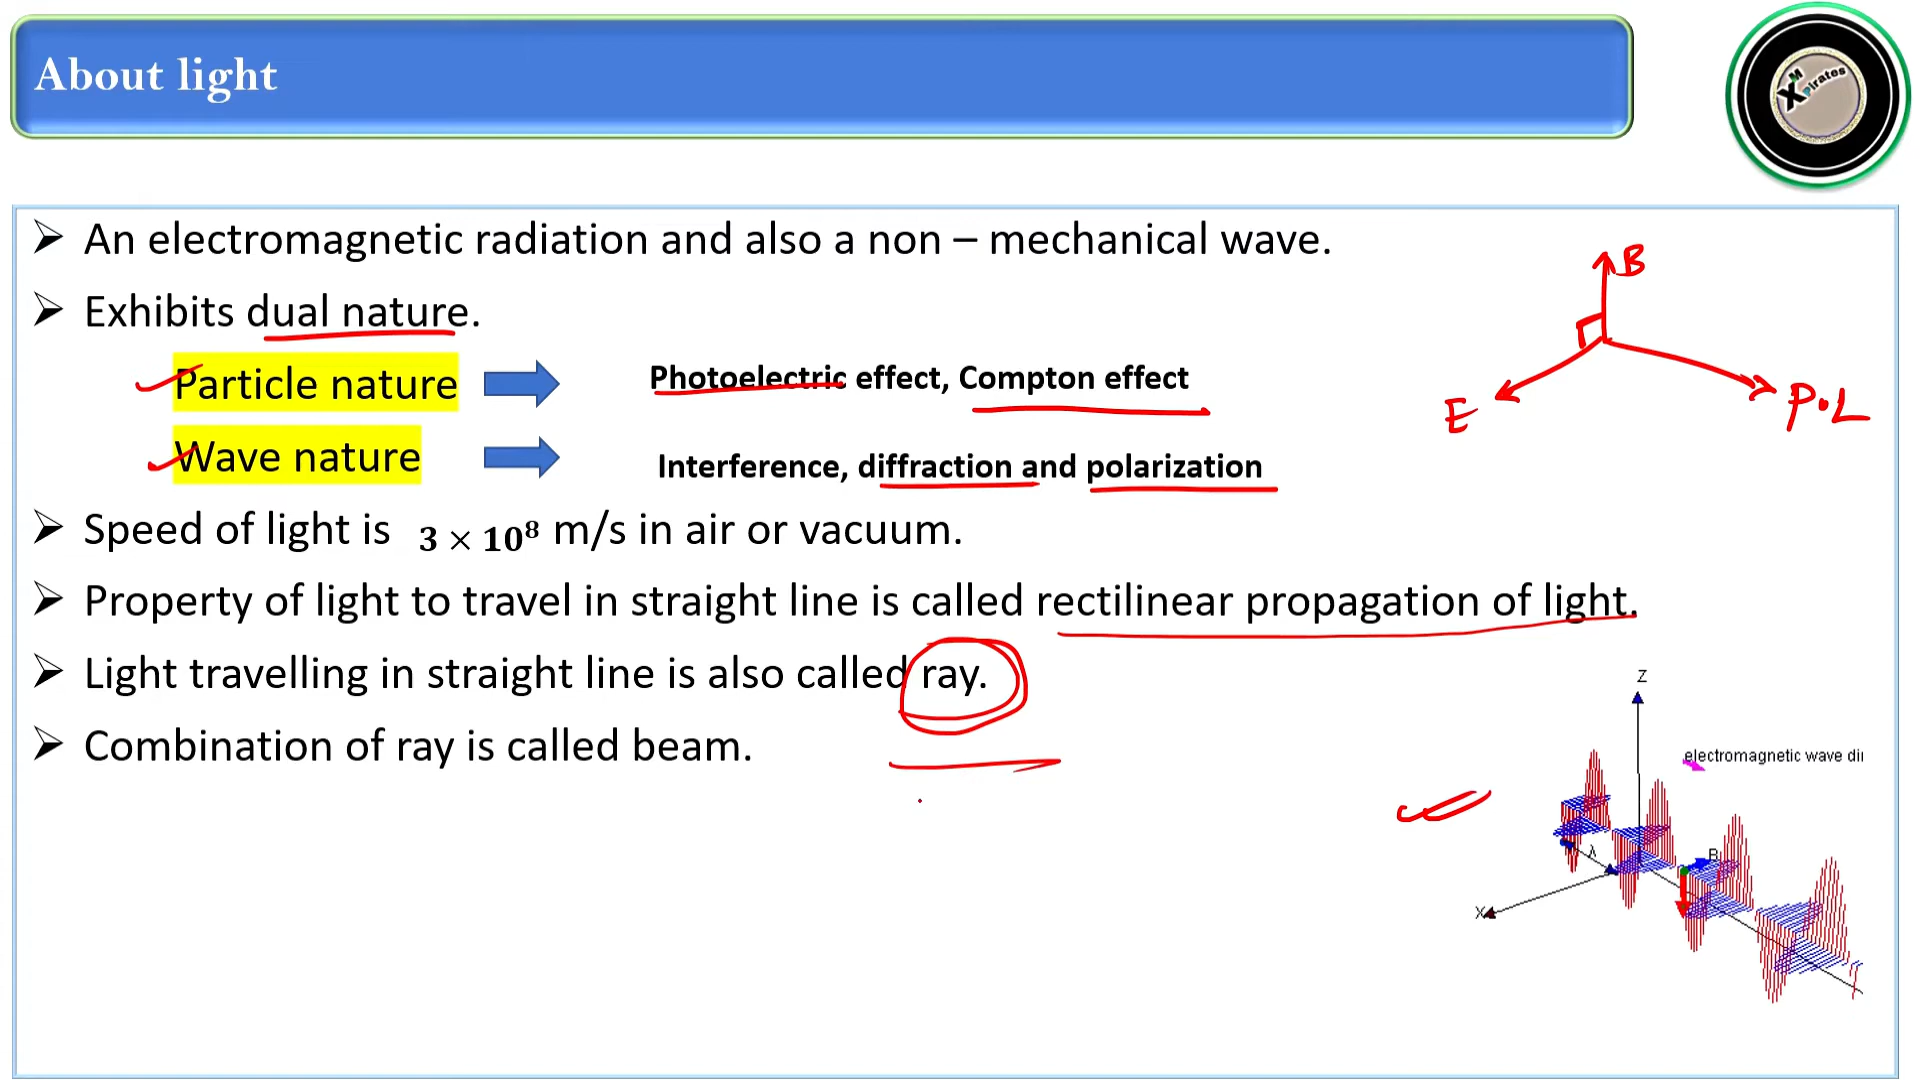 About light
XM Pirates
An electromagnetic radiation and also a non – mechanical wave.
B
Exhibits dual nature.
Particle nature
Photoelectric effect, Compton effect
E
P.L
Wave nature
Interference, diffraction and polarization
Speed of light is 3 × 10⁸ m/s in air or vacuum.
Property of light to travel in straight line is called rectilinear propagation of light.
Light travelling in straight line is also called ray.
Combination of ray is called beam.
Z
electromagnetic wave dir
λ
B
X